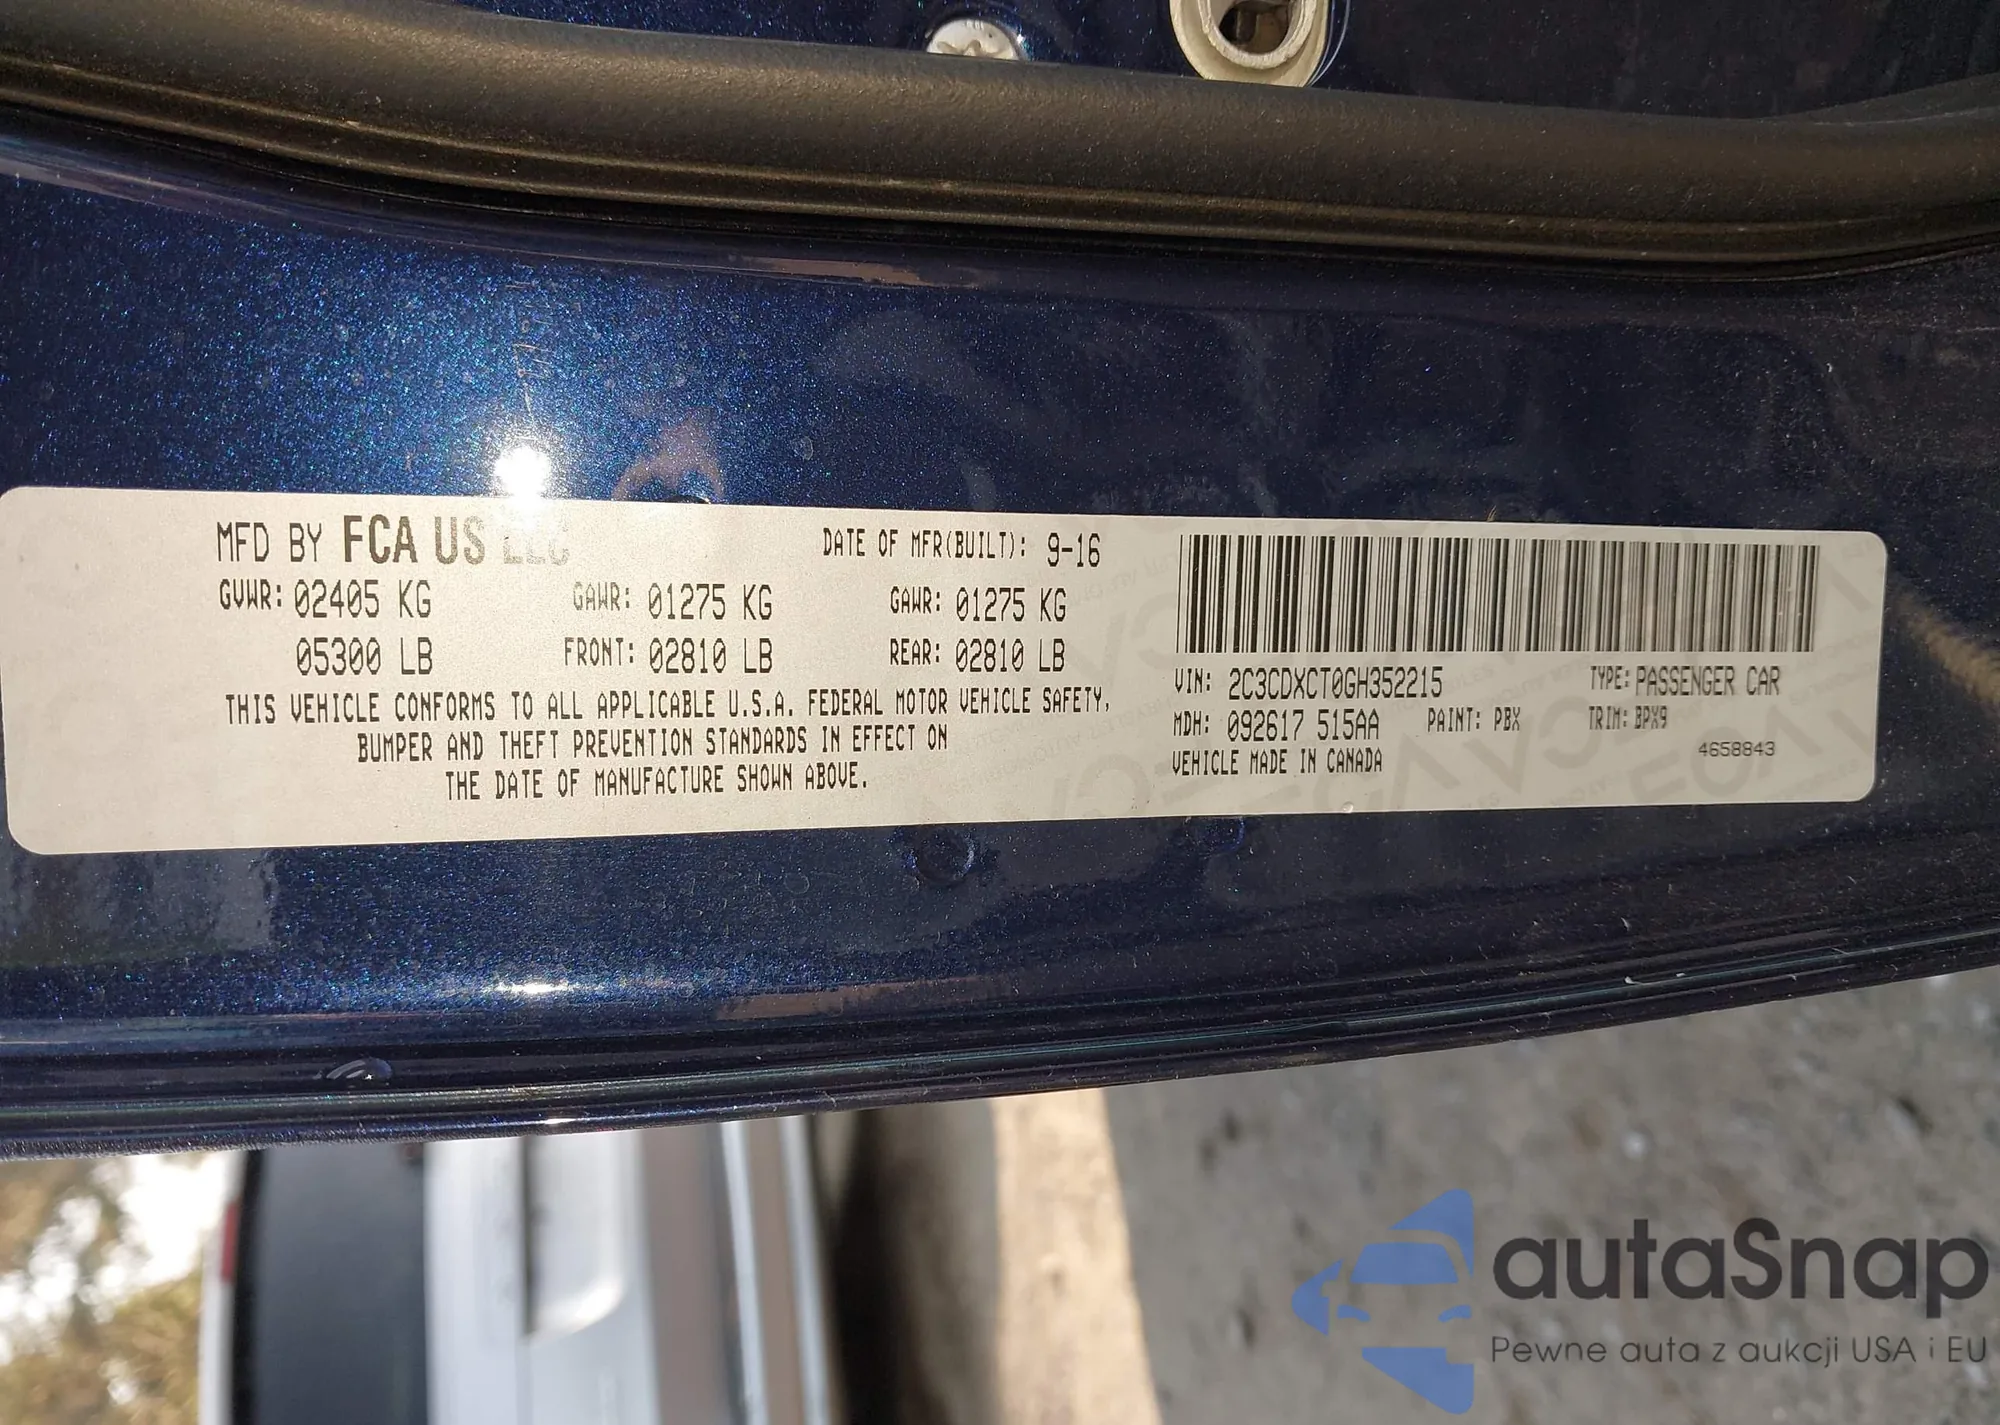 MFD BY FCA US LLC
DATE OF MFR(BUILT): 9-16
GVWR: 02405 KG
GAWR: 01275 KG
GAWR: 01275 KG
05300 LB
FRONT: 02810 LB
REAR: 02810 LB
THIS VEHICLE CONFORMS TO ALL APPLICABLE U.S.A. FEDERAL MOTOR VEHICLE SAFETY,
BUMPER AND THEFT PREVENTION STANDARDS IN EFFECT ON
THE DATE OF MANUFACTURE SHOWN ABOVE.
VIN: 2C3CDXCT0GH352215
TYPE: PASSENGER CAR
MDH: 092617 515AA
PAINT: PBX
TRIM: BPX9
VEHICLE MADE IN CANADA
4658843
autaSnap
Pewne auta z aukcji USA i EU